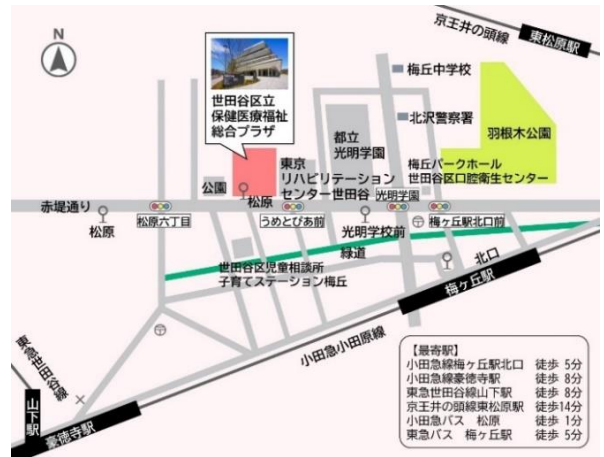 N
京王井の頭線
東松原駅
世田谷区立
保健医療福祉
総合プラザ
梅丘中学校
北沢警察署
羽根木公園
都立
光明学園
公園
松原
東京
リハビリテーション
センター世田谷
梅丘パークホール
世田谷区口腔衛生センター
光明学園
赤堤通り
松原
松原六丁目
うめとぴあ前
光明学校前
梅ヶ丘駅北口前
緑道
北口
世田谷区児童相談所
子育てステーション梅丘
梅ヶ丘駅
小田急小田原線
東急世田谷線
山下駅
豪徳寺駅
【最寄駅】
小田急線梅ヶ丘駅北口 徒歩 5分
小田急線豪徳寺駅 徒歩 8分
東急世田谷線山下駅 徒歩 8分
京王井の頭線東松原駅 徒歩14分
小田急バス 松原 徒歩 1分
東急バス 梅ヶ丘駅 徒歩 5分